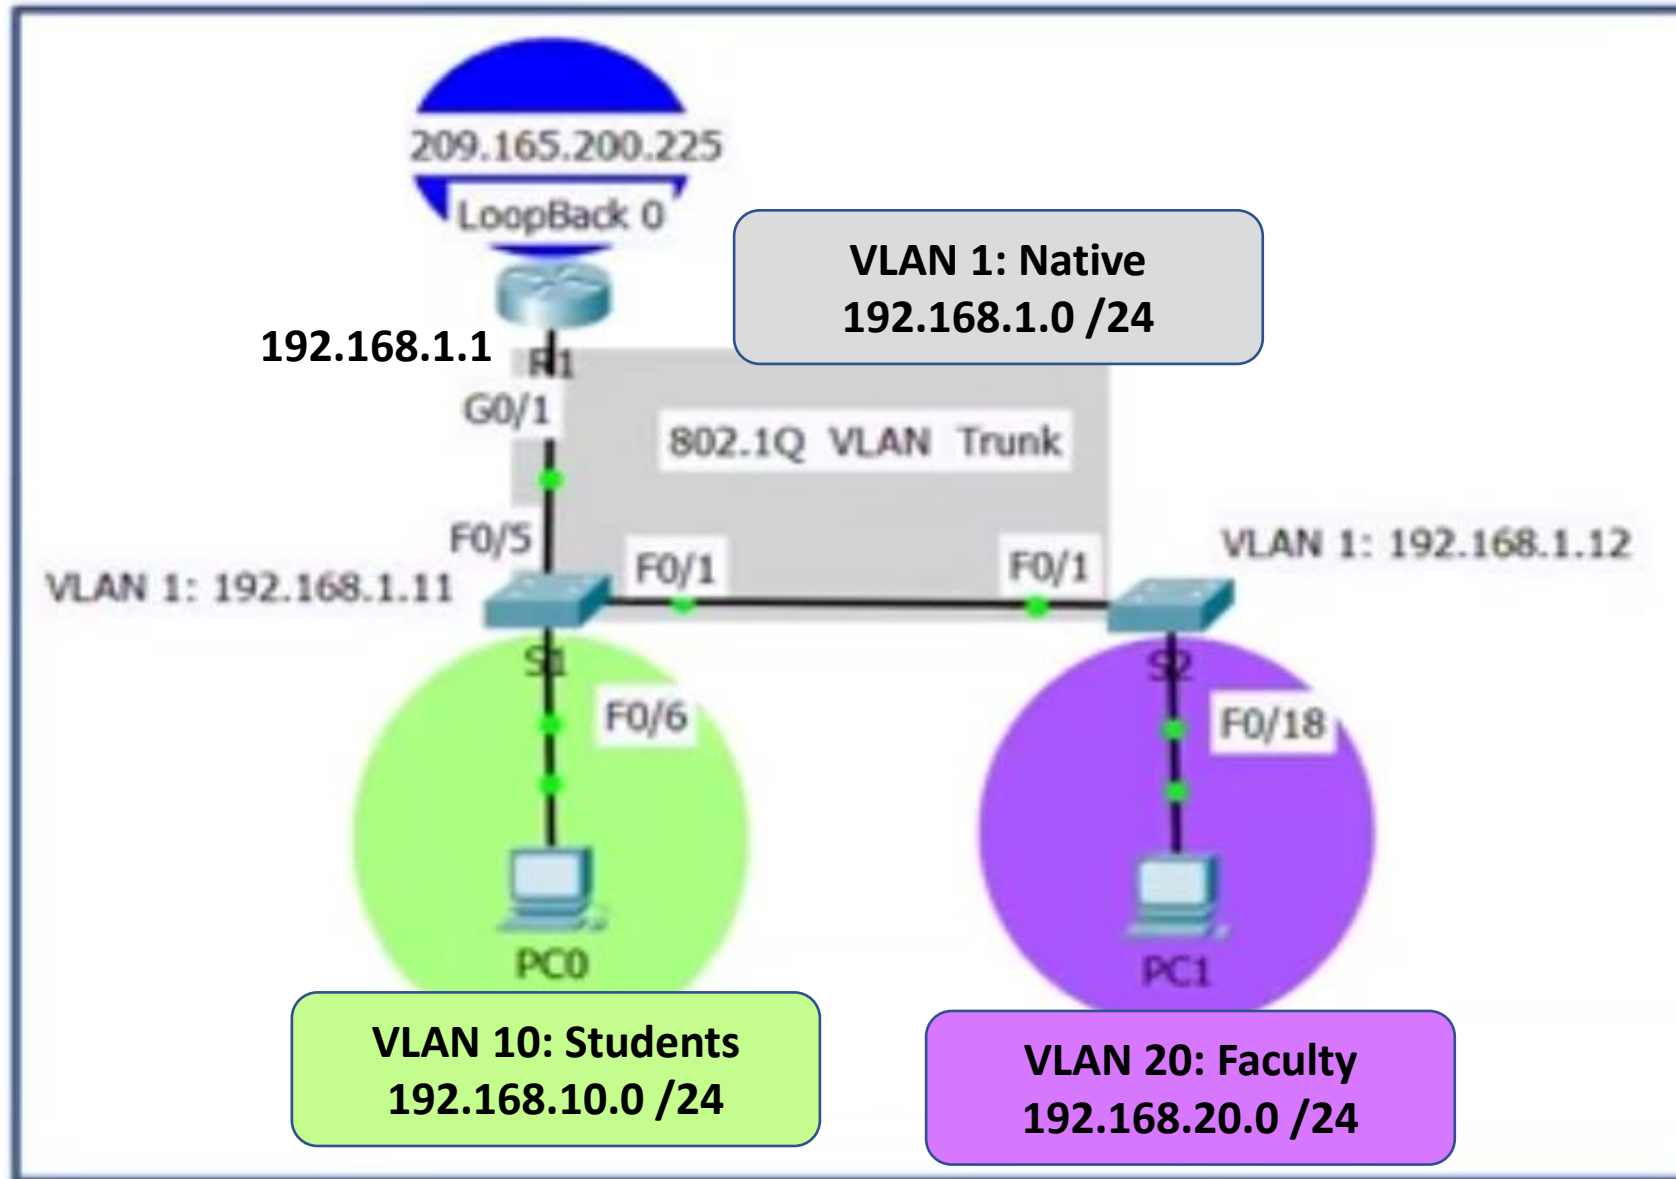 209.165.200.225
LoopBack 0
VLAN 1: Native
192.168.1.0 /24
192.168.1.1
R1
G0/1
802.1Q VLAN Trunk
F0/5
F0/1
F0/1
VLAN 1: 192.168.1.12
VLAN 1: 192.168.1.11
S1
S2
F0/6
F0/18
PC0
PC1
VLAN 10: Students
192.168.10.0 /24
VLAN 20: Faculty
192.168.20.0 /24